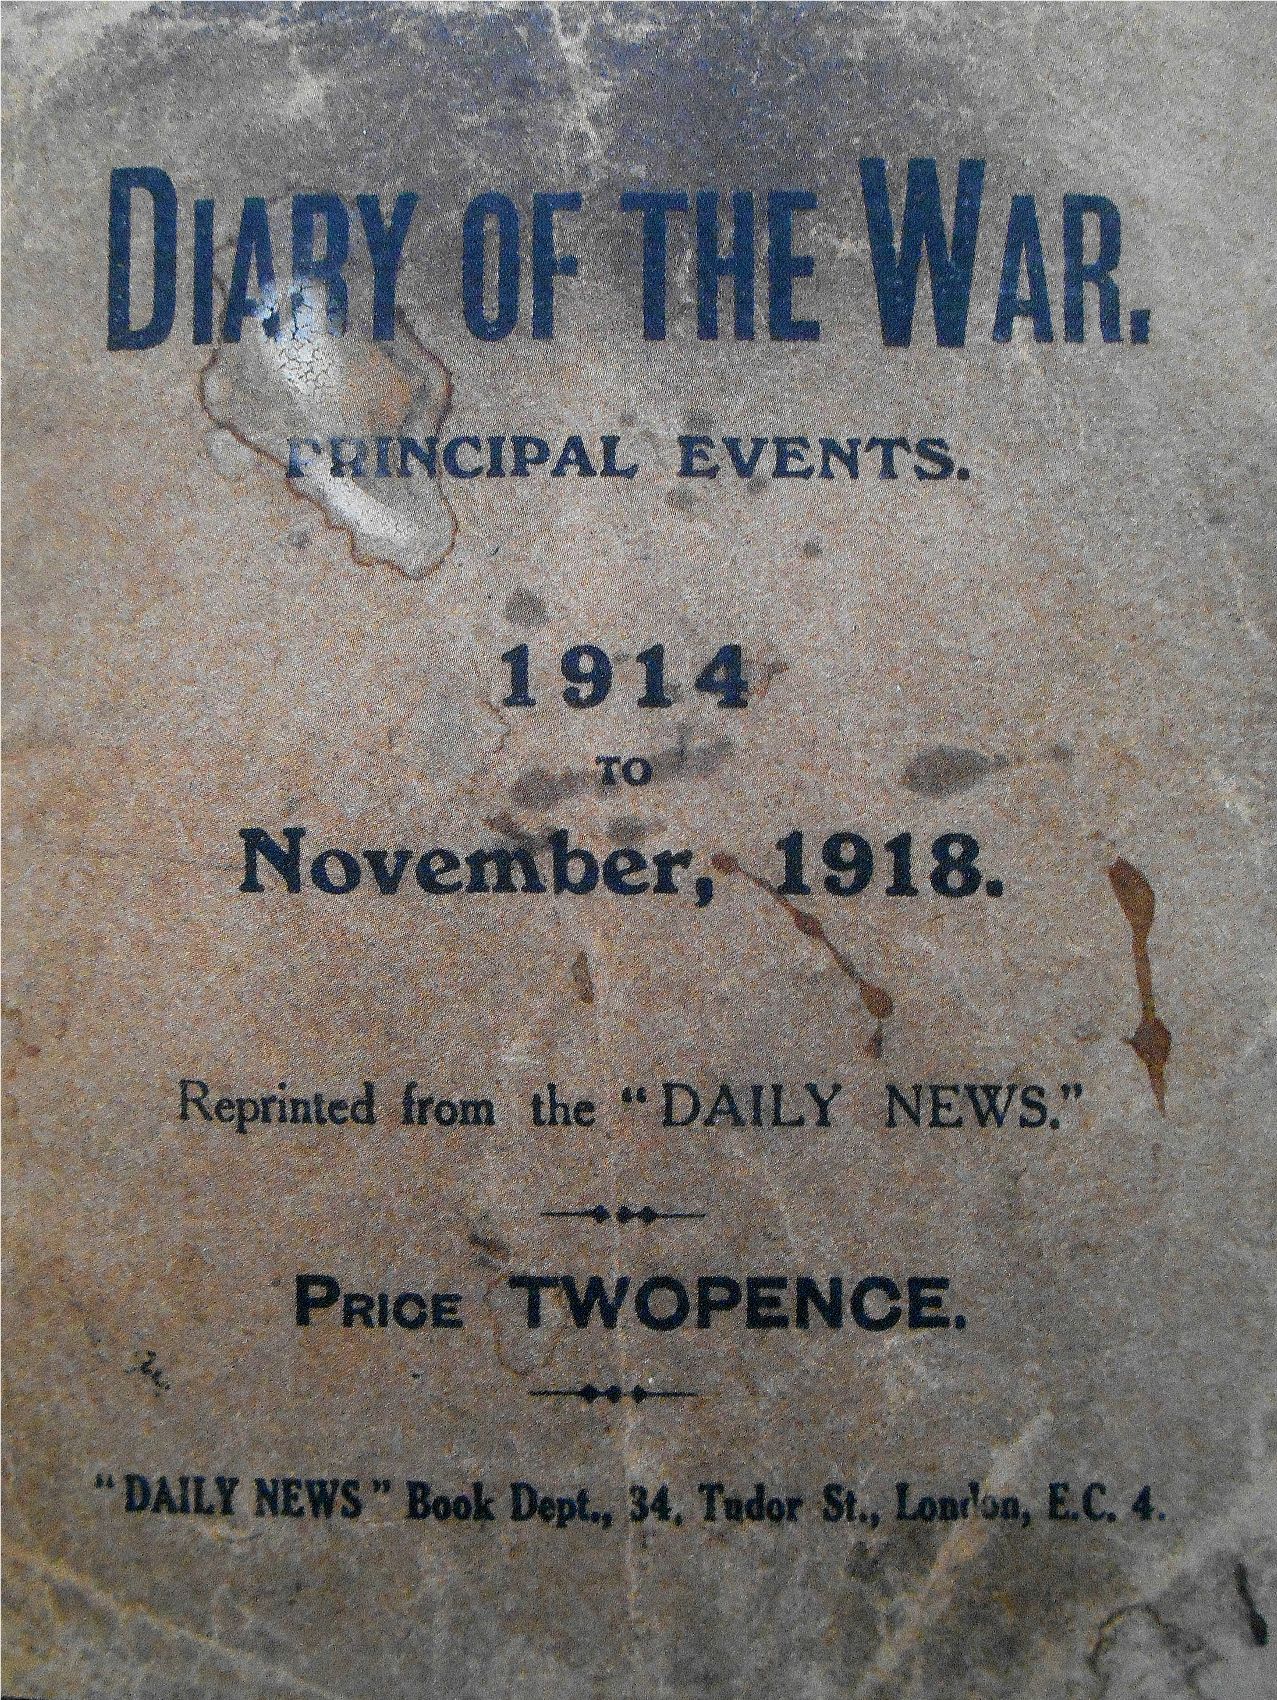 DIARY OF THE WAR.
PRINCIPAL EVENTS.
1914
TO
November, 1918.
Reprinted from the "DAILY NEWS."
PRICE TWOPENCE.
"DAILY NEWS" Book Dept., 34, Tudor St., London, E.C. 4.